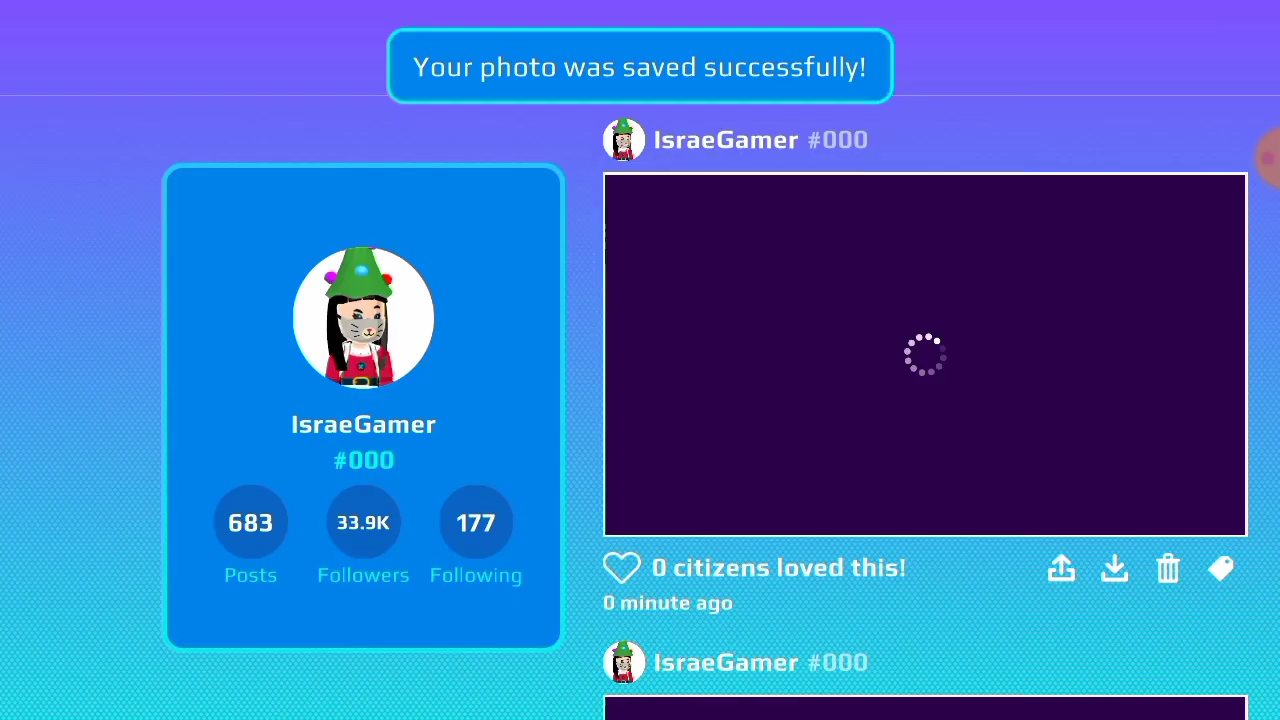 Your photo was saved successfully!
IsraeGamer #000
IsraeGamer
#000
683
33.9K
177
Posts
Followers
Following
0 citizens loved this!
0 minute ago
IsraeGamer #000